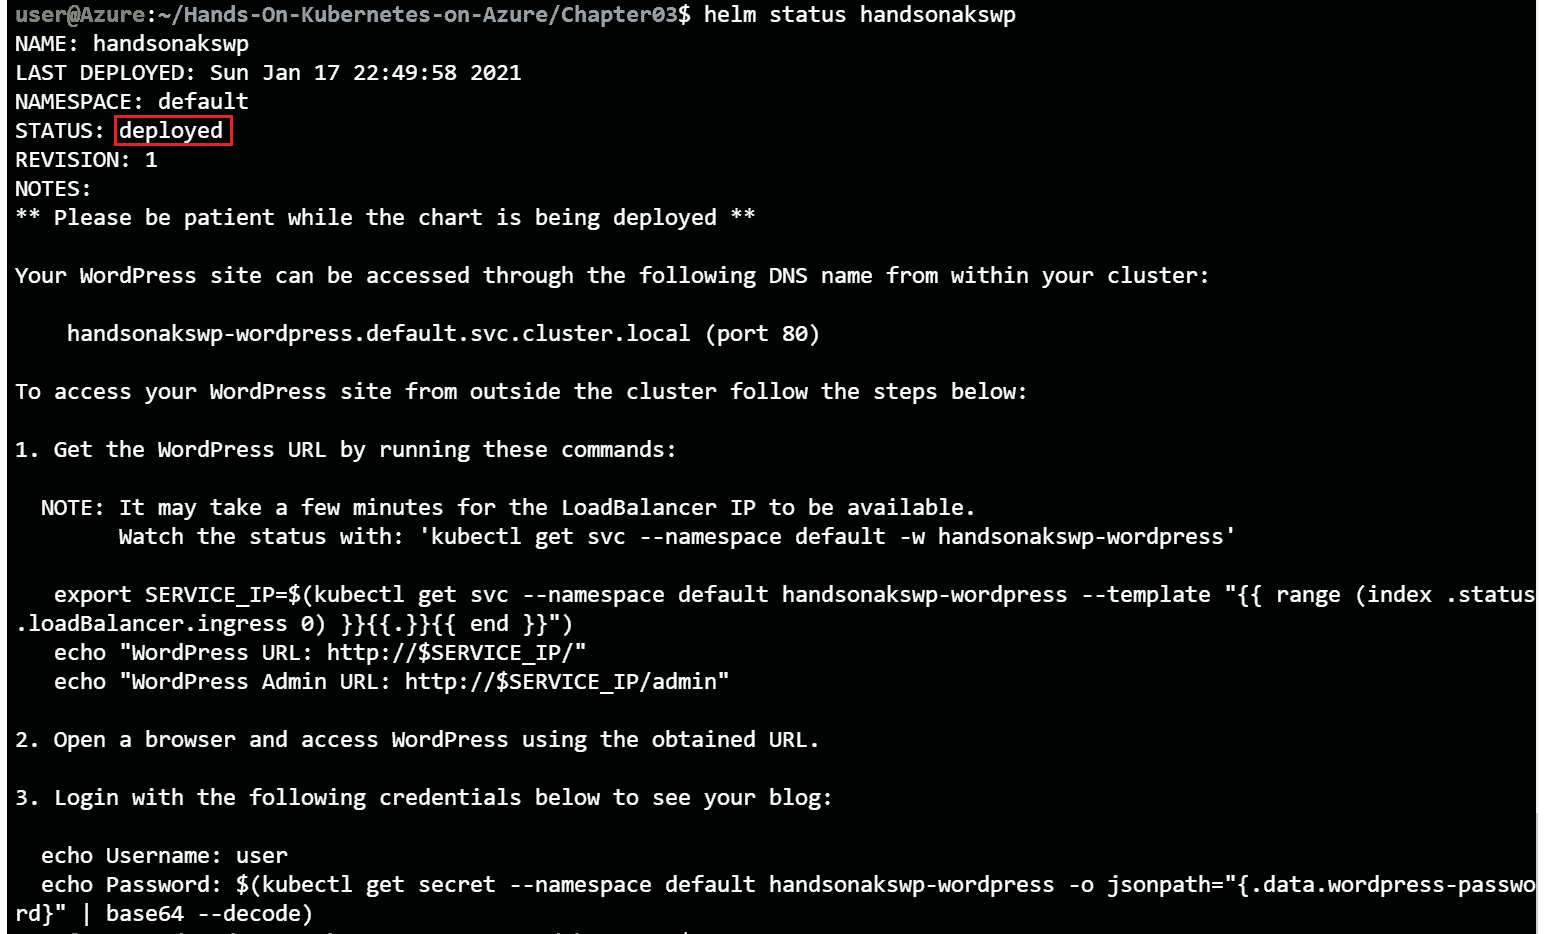 user@Azure:~/Hands-On-Kubernetes-on-Azure/Chapter03$ helm status handsonakswp
NAME: handsonakswp
LAST DEPLOYED: Sun Jan 17 22:49:58 2021
NAMESPACE: default
STATUS: deployed
REVISION: 1
NOTES:
** Please be patient while the chart is being deployed **
Your WordPress site can be accessed through the following DNS name from within your cluster:
handsonakswp-wordpress.default.svc.cluster.local (port 80)
To access your WordPress site from outside the cluster follow the steps below:
1. Get the WordPress URL by running these commands:
NOTE: It may take a few minutes for the LoadBalancer IP to be available.
Watch the status with: 'kubectl get svc --namespace default -w handsonakswp-wordpress'
export SERVICE_IP=$(kubectl get svc --namespace default handsonakswp-wordpress --template "{{ range (index .status
.loadBalancer.ingress 0) }}{{.}}{{ end }}")
echo "WordPress URL: http://$SERVICE_IP/"
echo "WordPress Admin URL: http://$SERVICE_IP/admin"
2. Open a browser and access WordPress using the obtained URL.
3. Login with the following credentials below to see your blog:
echo Username: user
echo Password: $(kubectl get secret --namespace default handsonakswp-wordpress -o jsonpath="{.data.wordpress-passwo
rd}" | base64 --decode)